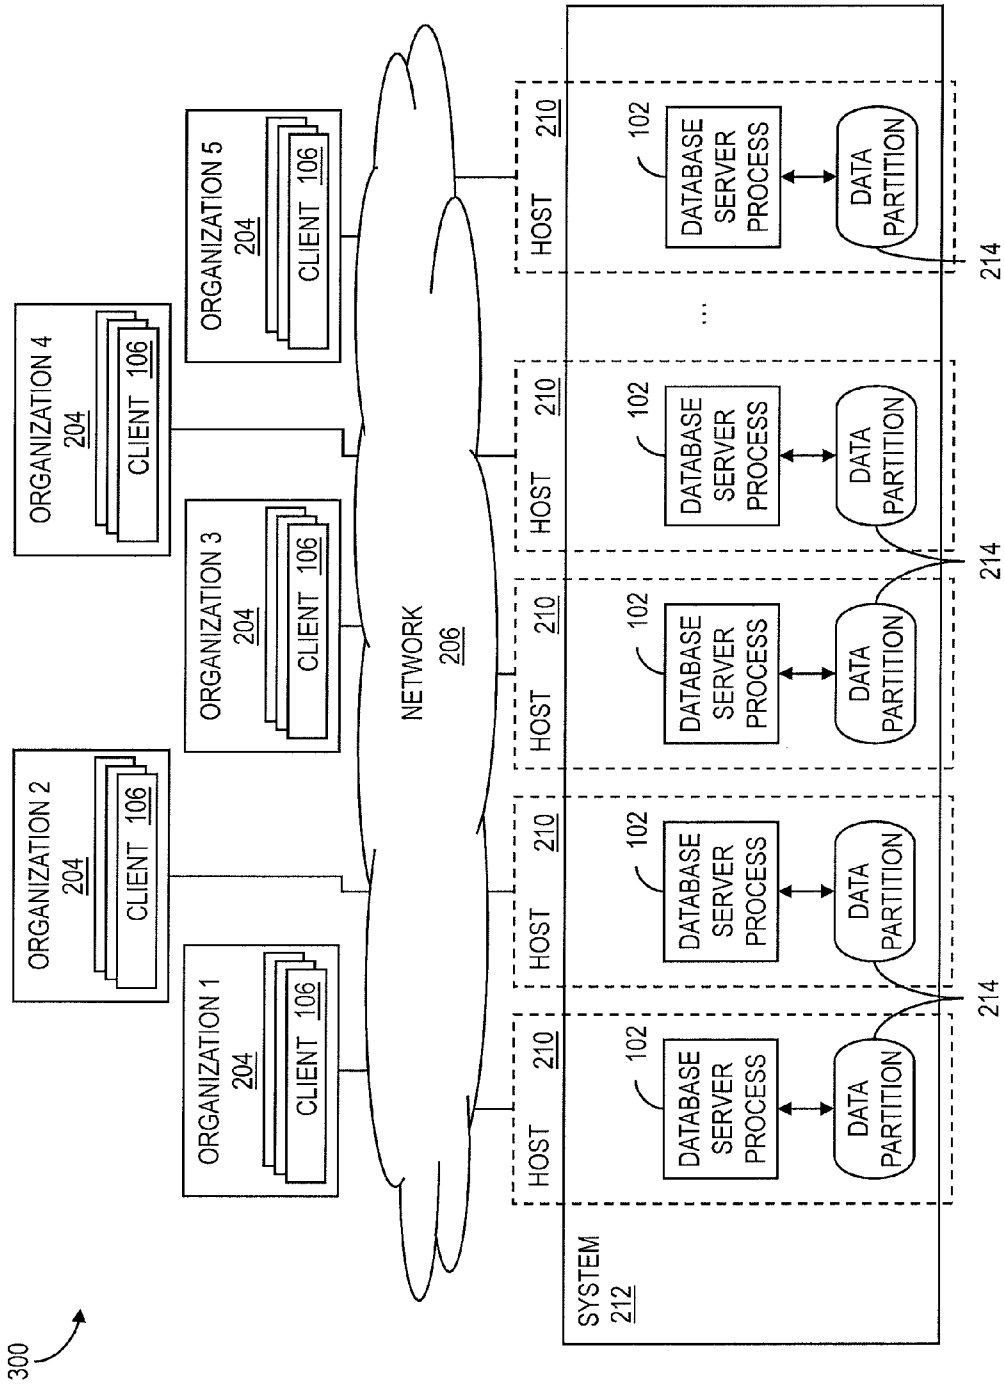 300
ORGANIZATION 1
204
CLIENT 106
ORGANIZATION 2
204
CLIENT 106
ORGANIZATION 3
204
CLIENT 106
ORGANIZATION 4
204
CLIENT 106
ORGANIZATION 5
204
CLIENT 106
NETWORK
206
SYSTEM
212
HOST 210
102
DATABASE
SERVER
PROCESS
DATA
PARTITION
HOST 210
102
DATABASE
SERVER
PROCESS
DATA
PARTITION
214
HOST 210
102
DATABASE
SERVER
PROCESS
DATA
PARTITION
HOST 210
102
DATABASE
SERVER
PROCESS
DATA
PARTITION
214
...
HOST 210
102
DATABASE
SERVER
PROCESS
DATA
PARTITION
214